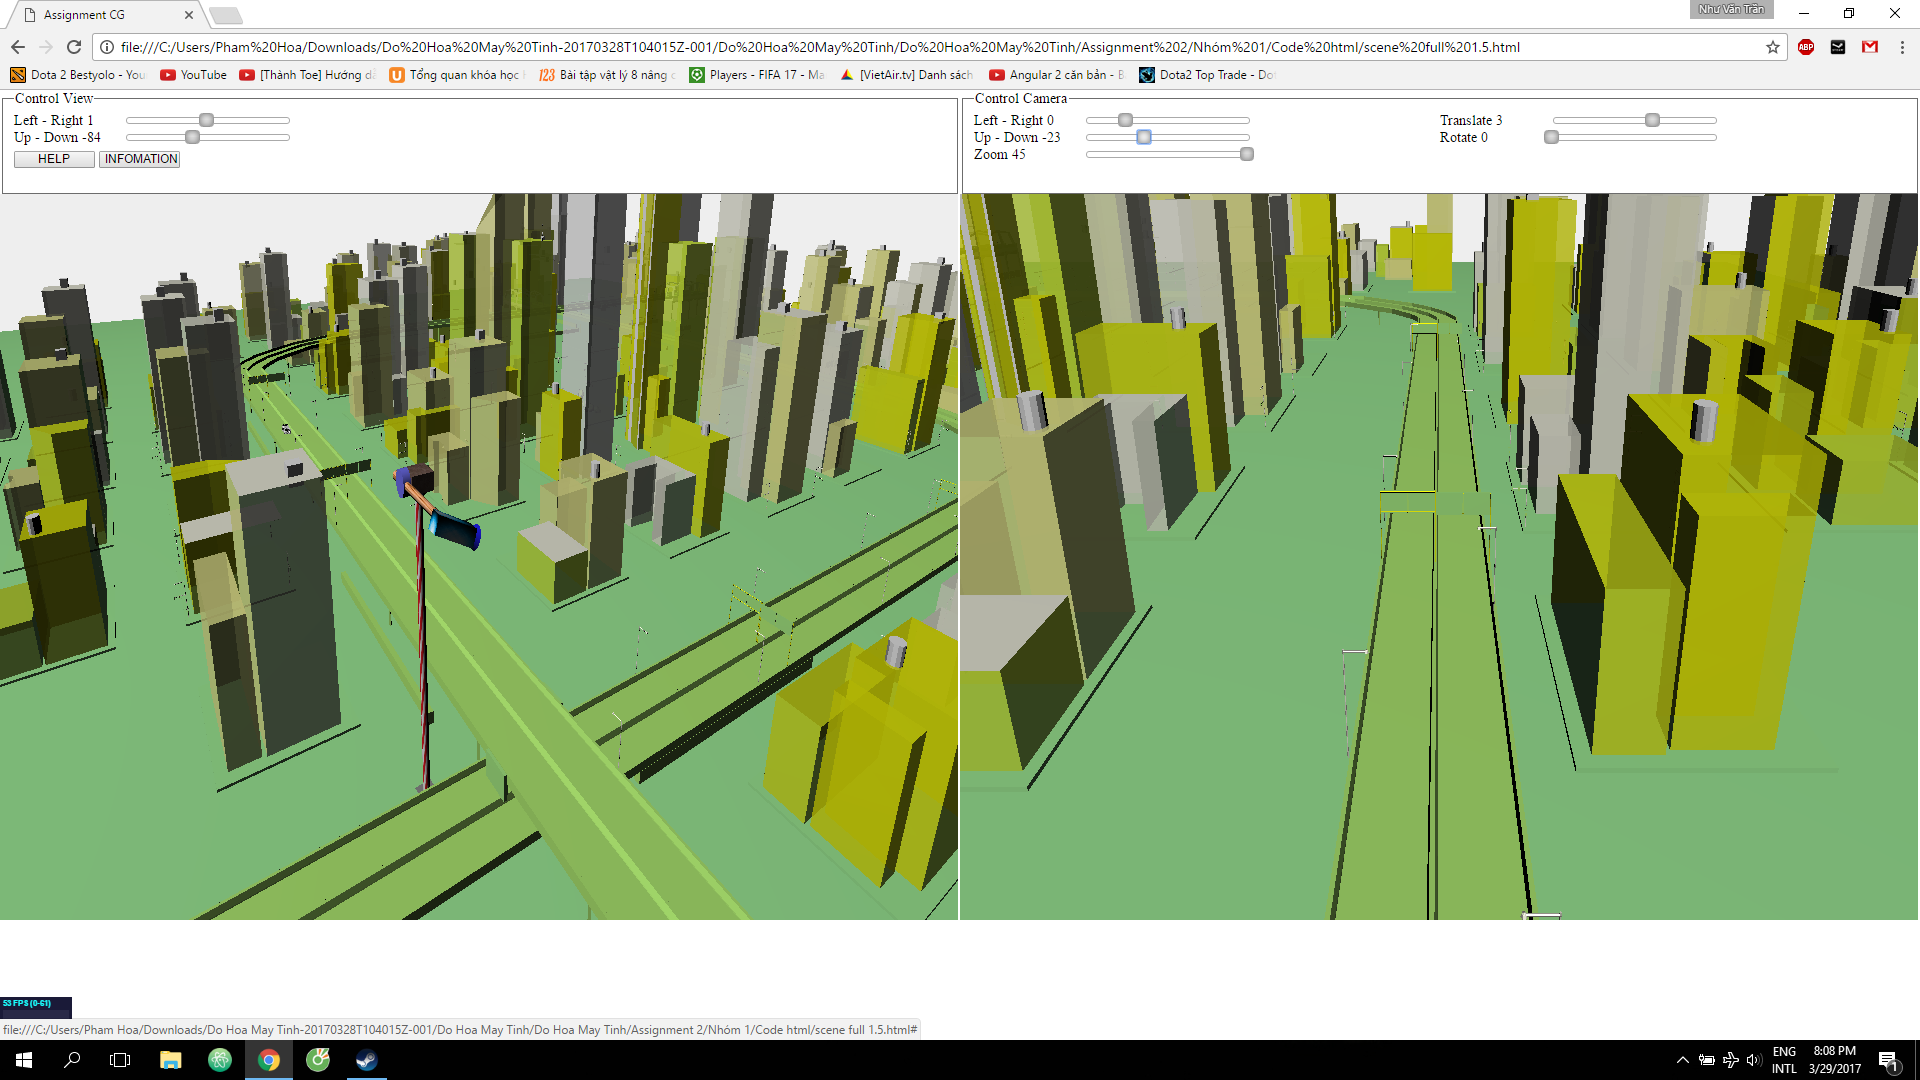 Assignment CG
Như Văn Trần
file:///C:/Users/Pham%20Hoa/Downloads/Do%20Hoa%20May%20Tinh-20170328T104015Z-001/Do%20Hoa%20May%20Tinh/Do%20Hoa%20May%20Tinh/Assignment%202/Nhóm%201/Code%20html/scene%20full%201.5.html
ABP
Dota 2 Bestyolo - You
YouTube
[Thành Toe] Hướng d
Tổng quan khóa học
123 Bài tập vật lý 8 nâng c
Players - FIFA 17 - Ma
[VietAir.tv] Danh sách
Angular 2 căn bản - B
Dota2 Top Trade - Do
Control View
Left - Right 1
Up - Down -84
HELP
INFOMATION
Control Camera
Left - Right 0
Up - Down -23
Zoom 45
Translate 3
Rotate 0
53 FPS (0-61)
file:///C:/Users/Pham Hoa/Downloads/Do Hoa May Tinh-20170328T104015Z-001/Do Hoa May Tinh/Do Hoa May Tinh/Assignment 2/Nhóm 1/Code html/scene full 1.5.html#
ENG
INTL
8:08 PM
3/29/2017
1